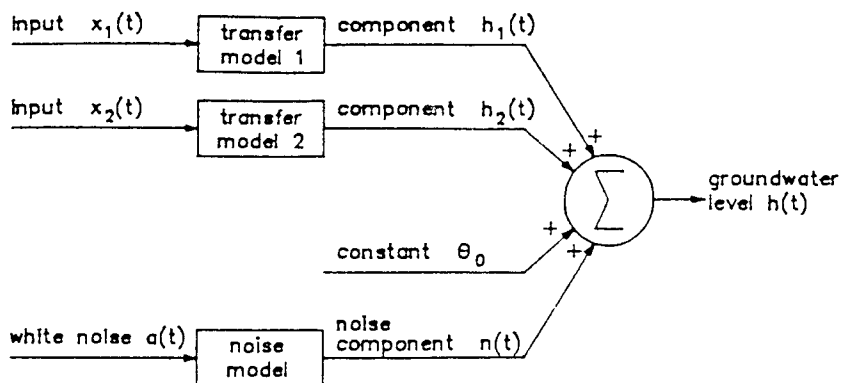 input x₁(t)
transfer
model 1
component h₁(t)
input x₂(t)
transfer
model 2
component h₂(t)
+
+
Σ
groundwater
level h(t)
+
+
constant θ₀
white noise a(t)
noise
model
noise
component n(t)